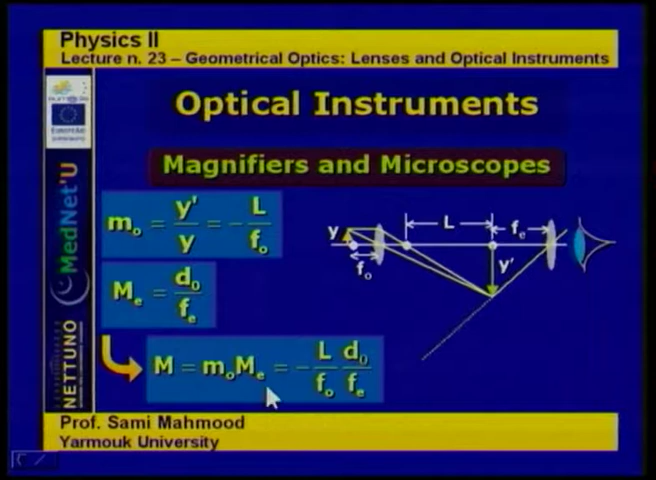 Physics II
Lecture n. 23 – Geometrical Optics: Lenses and Optical Instruments
Optical Instruments
Magnifiers and Microscopes
mₒ = y'/y = -L/fₒ
Mₑ = d₀/fₑ
M = mₒMₑ = -L/fₒ d₀/fₑ
y
fₒ
L
fₑ
y'
MedNet'U
NETTUNO
Prof. Sami Mahmood
Yarmouk University